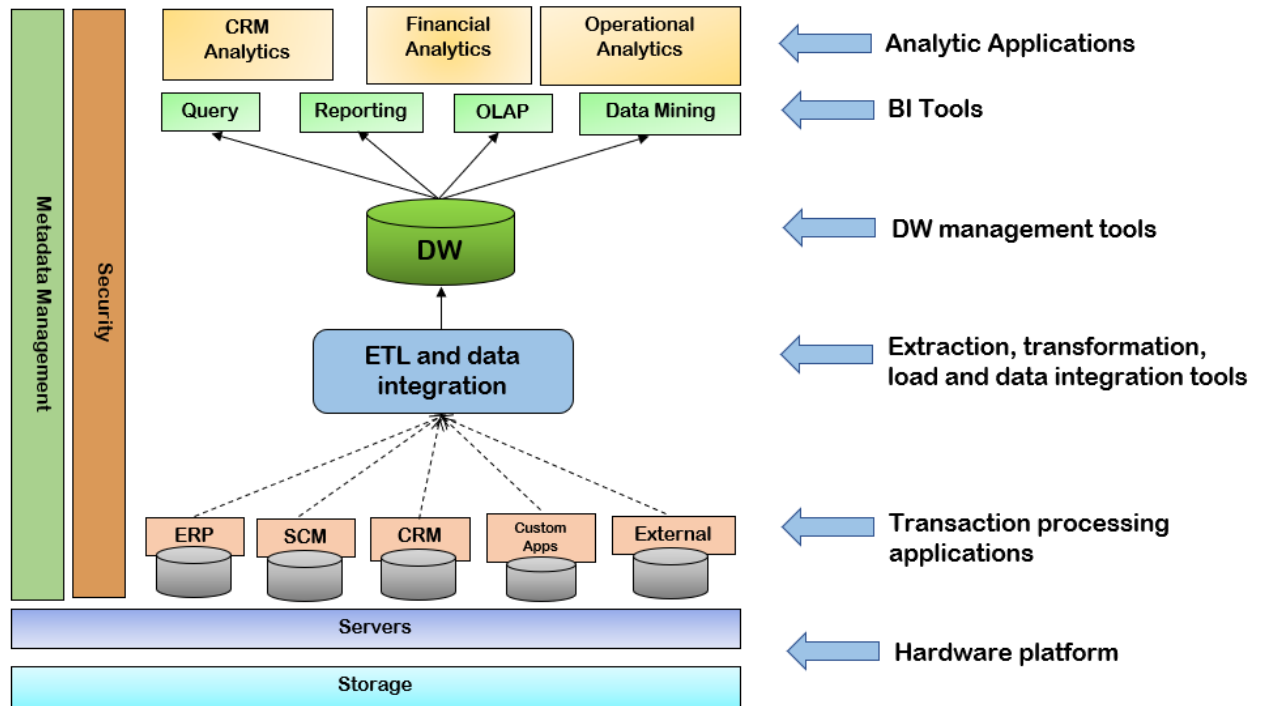 CRM
Analytics
Financial
Analytics
Operational
Analytics
Analytic Applications
Query
Reporting
OLAP
Data Mining
BI Tools
Metadata Management
Security
DW
DW management tools
ETL and data
integration
Extraction, transformation,
load and data integration tools
ERP
SCM
CRM
Custom
Apps
External
Transaction processing
applications
Servers
Storage
Hardware platform